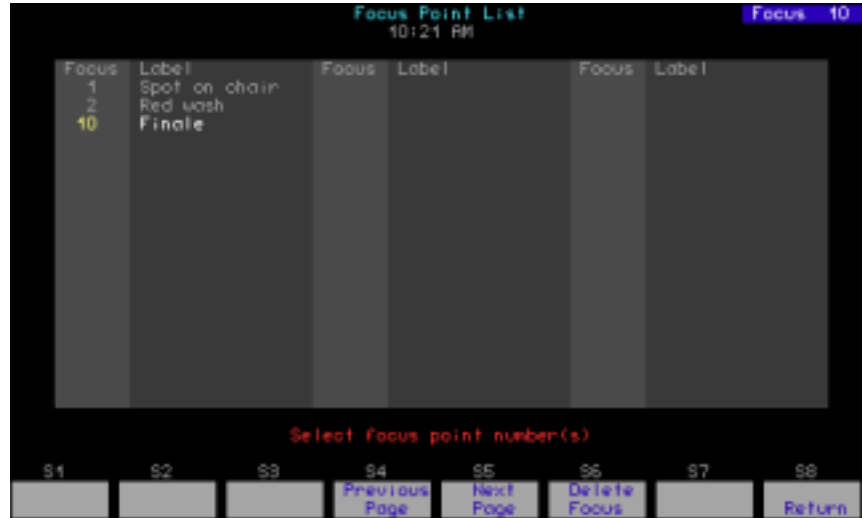 Focus Point List
Focus 10
10:21 AM
Focus Label Focus Label Focus Label
1 Spot on chair
2 Red wash
10 Finale
Select focus point number(s)
S1 S2 S3 S4 S5 S6 S7 S8
Previous Page
Next Page
Delete Focus
Return